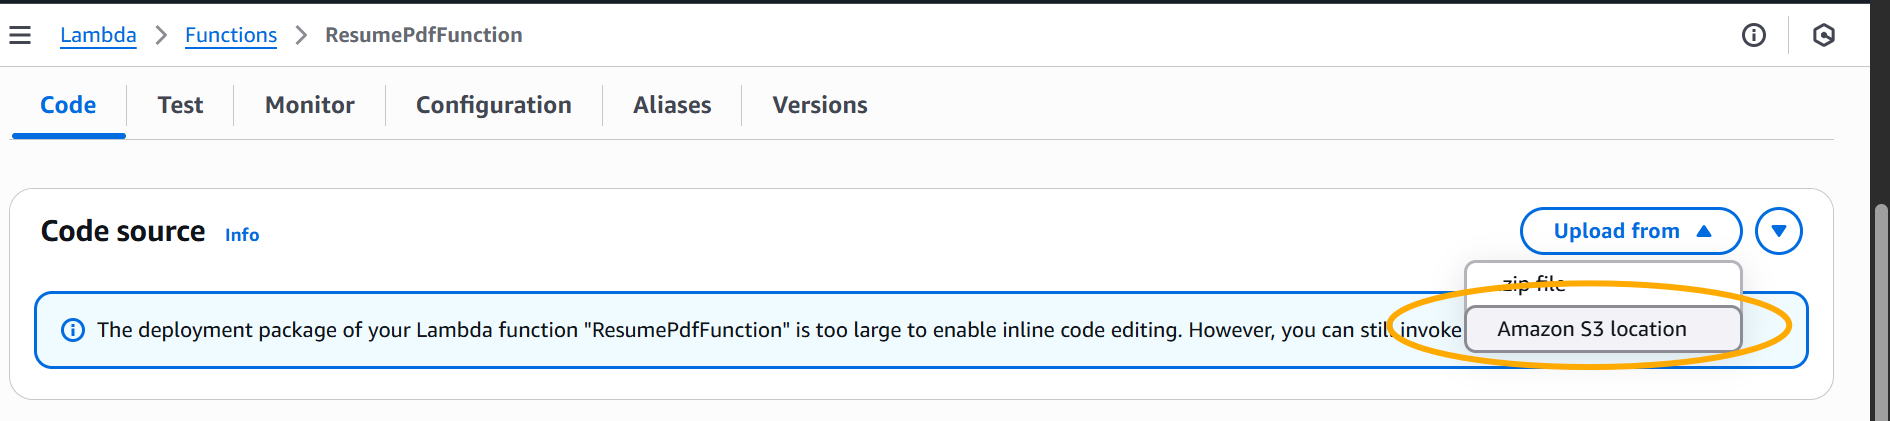 Lambda > Functions > ResumePdfFunction
Code Test Monitor Configuration Aliases Versions
Code source Info
Upload from
.zip file
The deployment package of your Lambda function "ResumePdfFunction" is too large to enable inline code editing. However, you can still invoke
Amazon S3 location